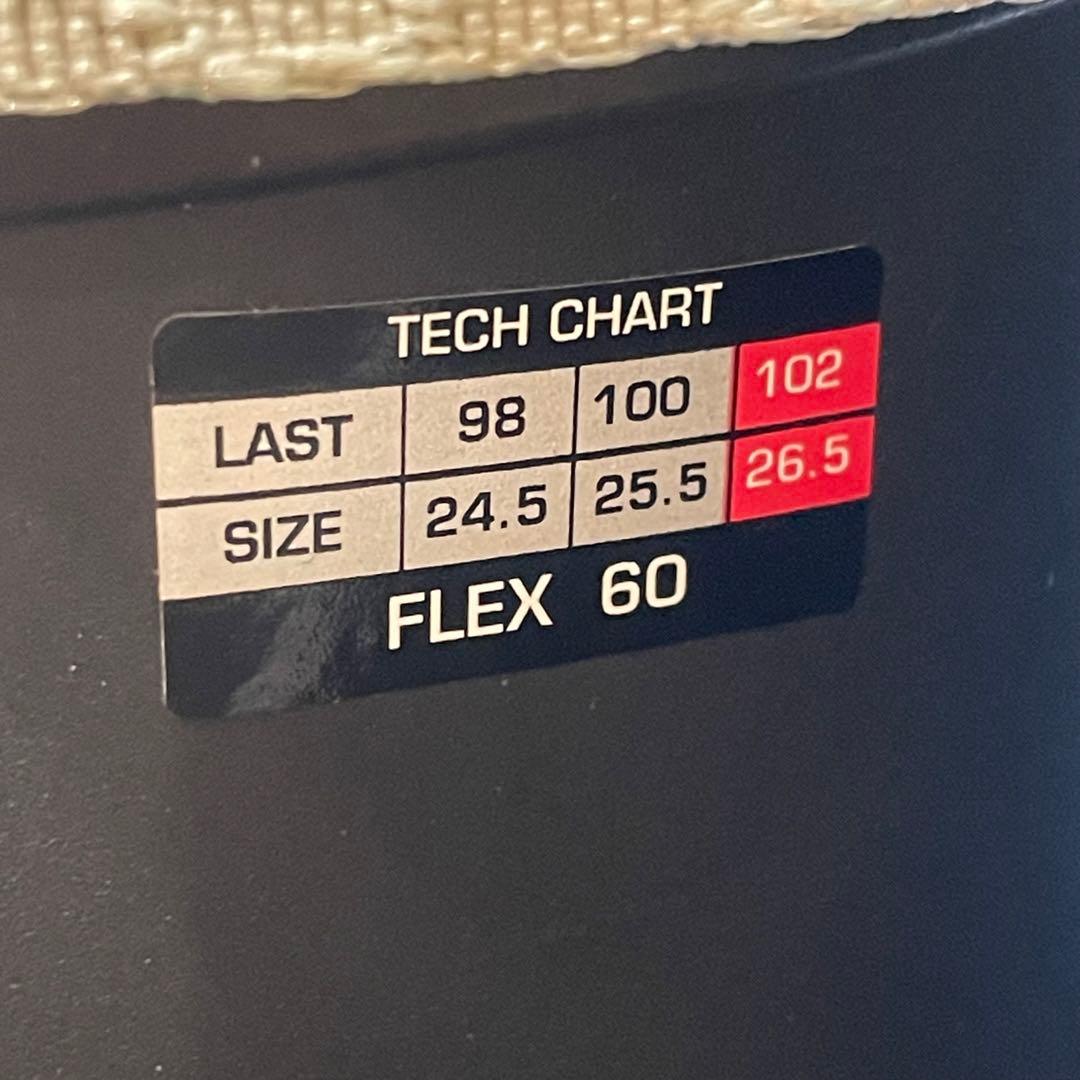 TECH CHART
LAST 98 100 102
SIZE 24.5 25.5 26.5
FLEX 60